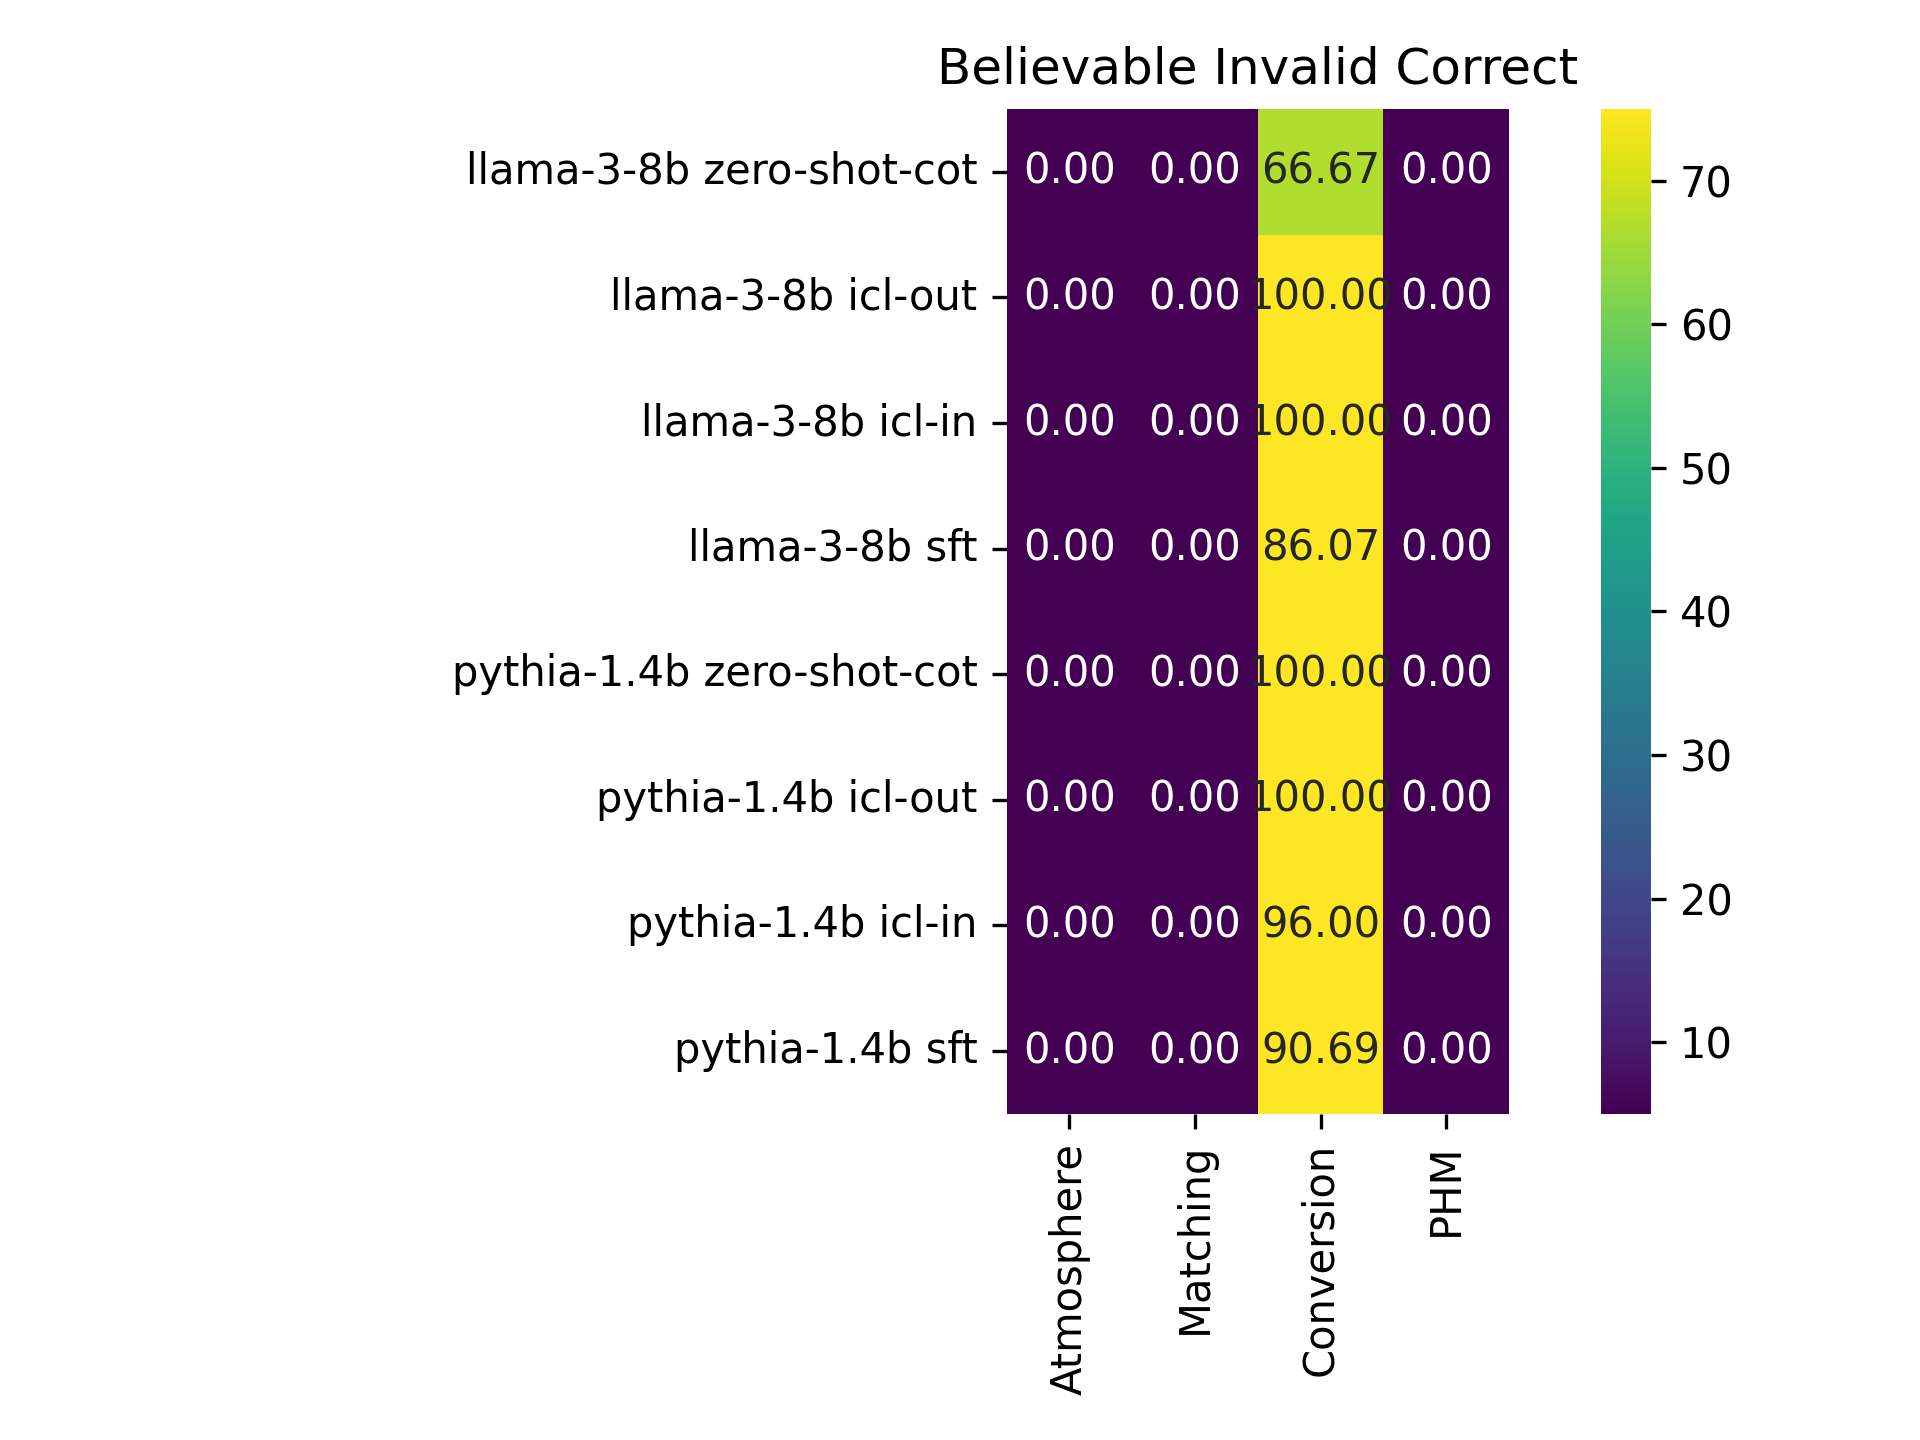 Believable Invalid Correct
llama-3-8b zero-shot-cot 0.00 0.00 66.67 0.00
llama-3-8b icl-out 0.00 0.00 100.00 0.00
llama-3-8b icl-in 0.00 0.00 100.00 0.00
llama-3-8b sft 0.00 0.00 86.07 0.00
pythia-1.4b zero-shot-cot 0.00 0.00 100.00 0.00
pythia-1.4b icl-out 0.00 0.00 100.00 0.00
pythia-1.4b icl-in 0.00 0.00 96.00 0.00
pythia-1.4b sft 0.00 0.00 90.69 0.00
Atmosphere
Matching
Conversion
PHM
70
60
50
40
30
20
10